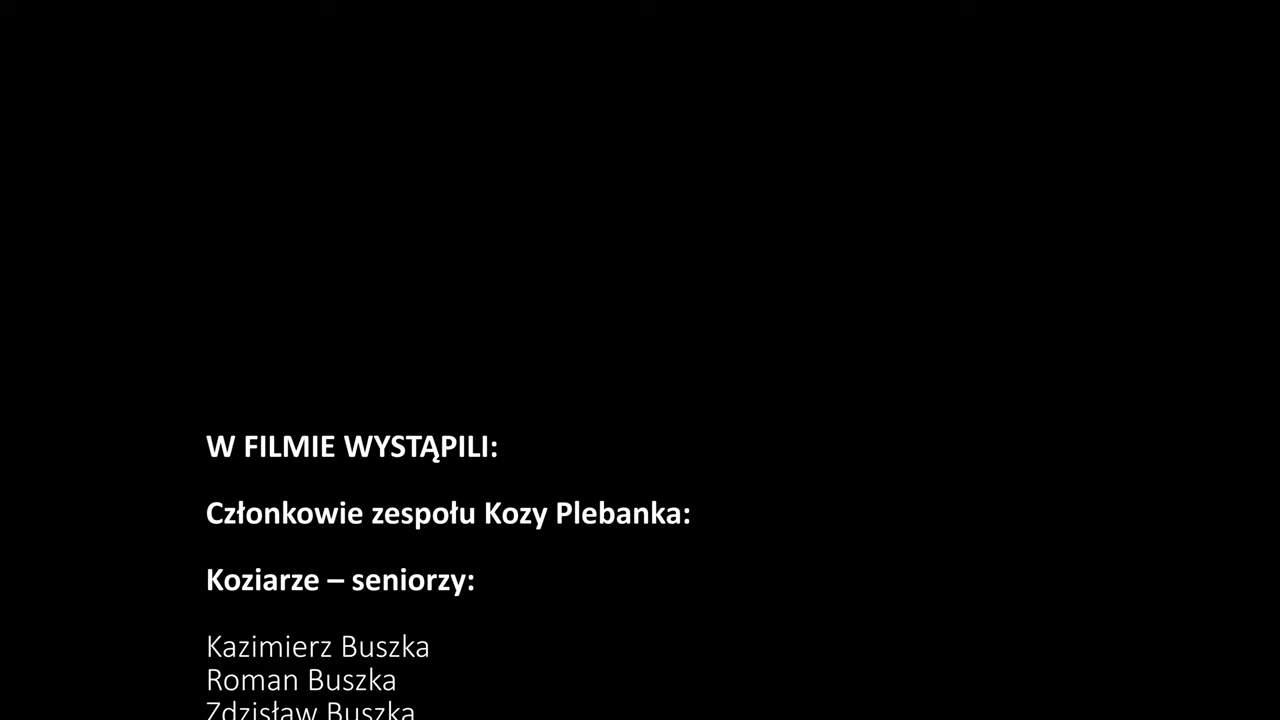 W FILMIE WYSTĄPILI:
Członkowie zespołu Kozy Plebanka:
Koziarze – seniorzy:
Kazimierz Buszka
Roman Buszka
Zdzisław Buszka